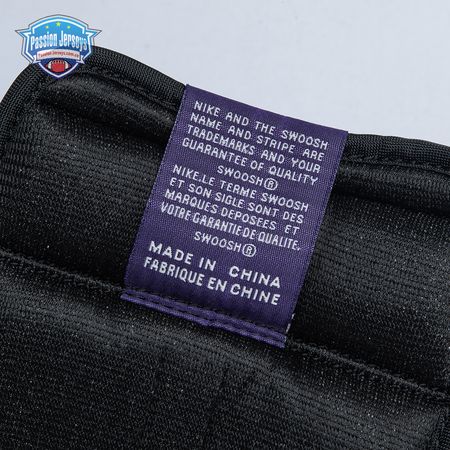 Passion Jerseys
NIKE AND THE SWOOSH
NAME AND STRIPE ARE
TRADEMARKS AND YOUR
GUARANTEE OF QUALITY
SWOOSH®
NIKE.LE TERME SWOOSH
ET SON SIGLE SONT DES
MARQUES DEPOSÉES ET
VOTRE GARANTIE DE QUALITE.
SWOOSH®
MADE IN CHINA
FABRIQUE EN CHINE